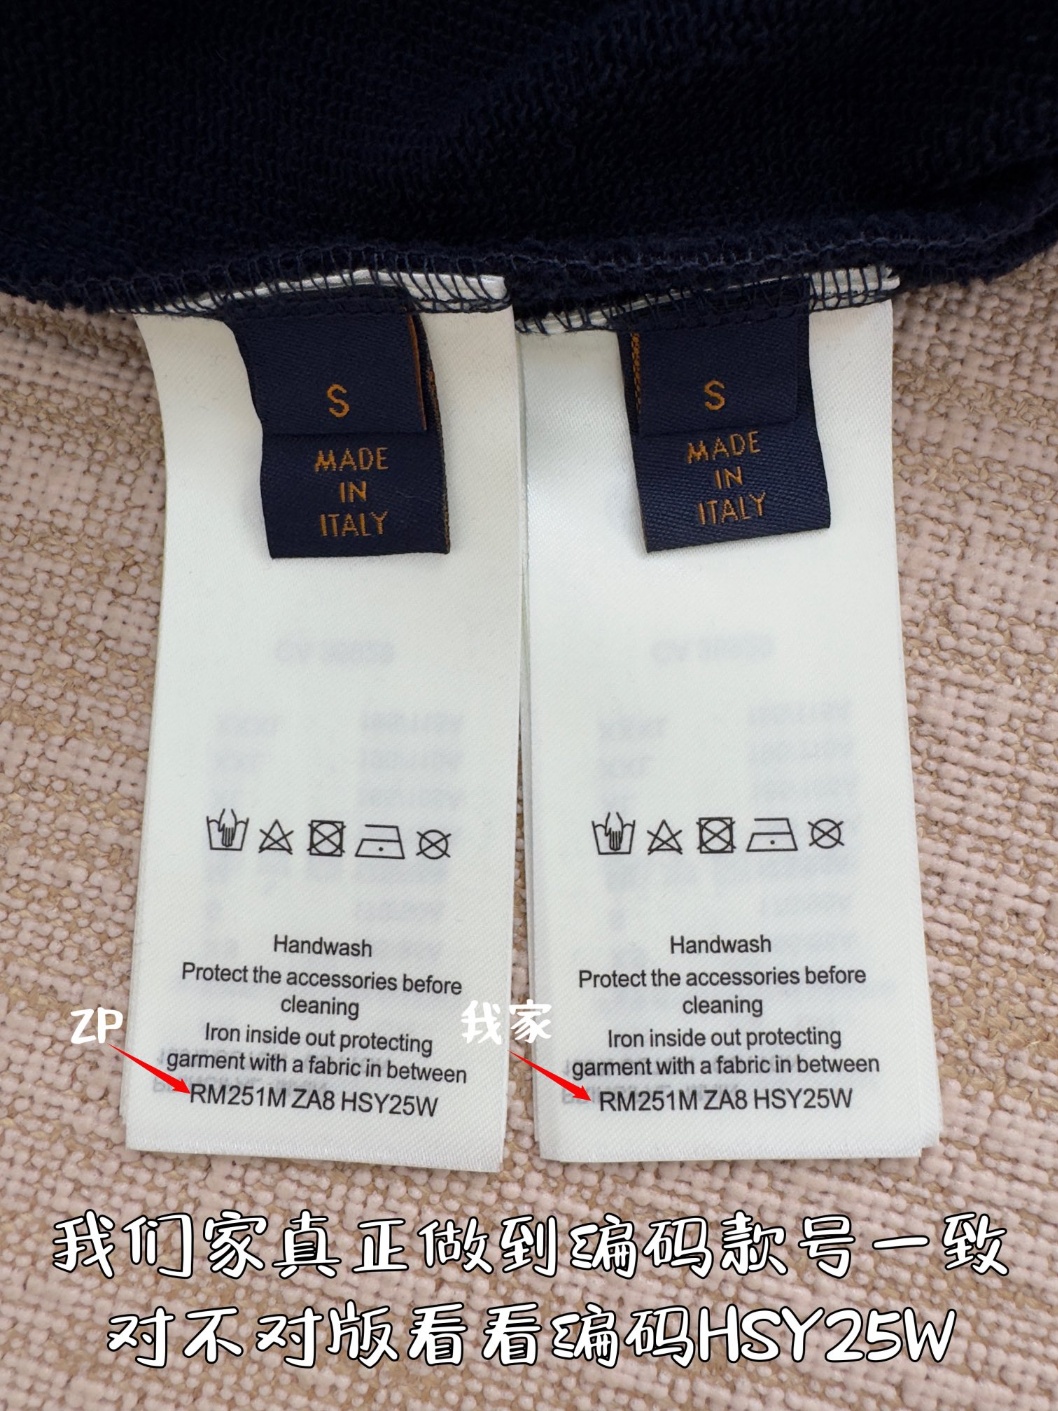 S
MADE
IN
ITALY
S
MADE
IN
ITALY
Handwash
Protect the accessories before
cleaning
Iron inside out protecting
garment with a fabric in between
RM251M ZA8 HSY25W
Handwash
Protect the accessories before
cleaning
Iron inside out protecting
garment with a fabric in between
RM251M ZA8 HSY25W
ZP
我家
我们家真正做到编码款号一致
对不对版看看编码HSY25W